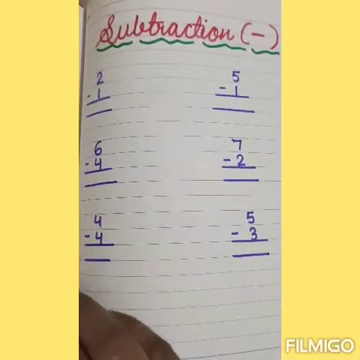 Subtraction (-)
2 5
- 1 - 1
6 7
- 4 - 2
4 5
- 4 - 3
FILMIGO